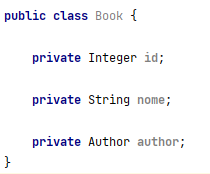 public class Book {
private Integer id;
private String nome;
private Author author;
}